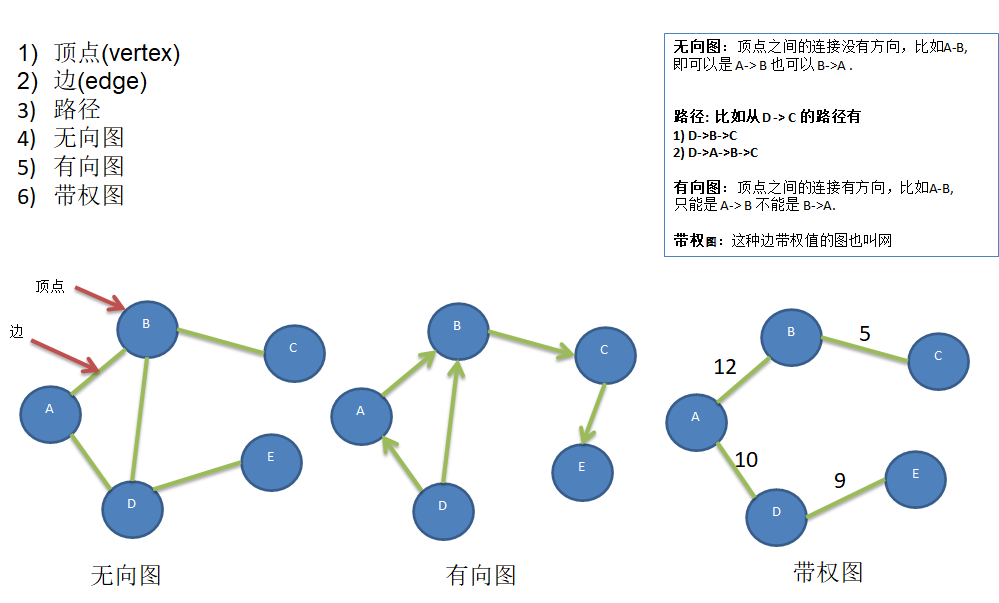 1) 顶点(vertex)
2) 边(edge)
3) 路径
4) 无向图
5) 有向图
6) 带权图
无向图：顶点之间的连接没有方向，比如A-B,
即可以是 A-> B 也可以 B->A .
路径: 比如从 D -> C 的路径有
1) D->B->C
2) D->A->B->C
有向图：顶点之间的连接有方向，比如A-B,
只能是 A-> B 不能是 B->A.
带权图：这种边带权值的图也叫网
顶点
边
B
C
A
E
D
无向图
B
C
A
E
D
有向图
B
5
C
12
A
10
9
E
D
带权图